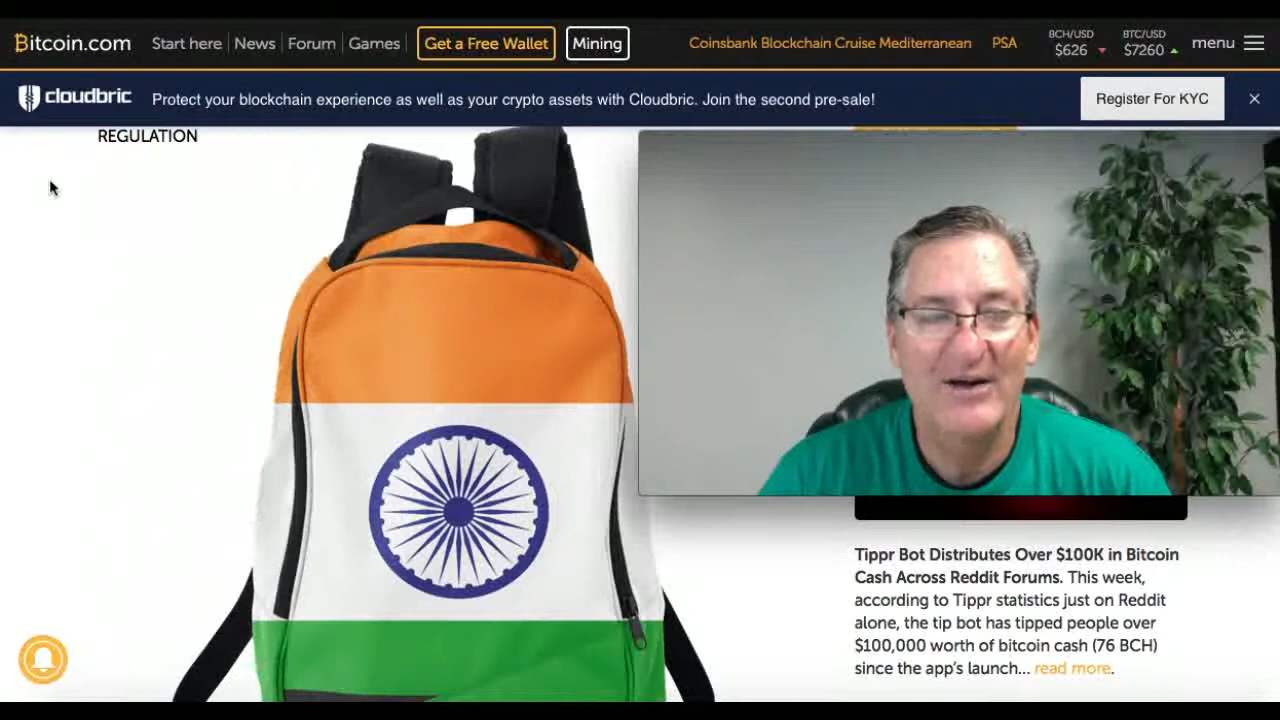 Bitcoin.com Start here News Forum Games Get a Free Wallet Mining Coinsbank Blockchain Cruise Mediterranean PSA BCH/USD $626 BTC/USD $7260 menu
cloudbric Protect your blockchain experience as well as your crypto assets with Cloudbric. Join the second pre-sale! Register For KYC
REGULATION
Tippr Bot Distributes Over $100K in Bitcoin
Cash Across Reddit Forums. This week,
according to Tippr statistics just on Reddit
alone, the tip bot has tipped people over
$100,000 worth of bitcoin cash (76 BCH)
since the app's launch... read more.